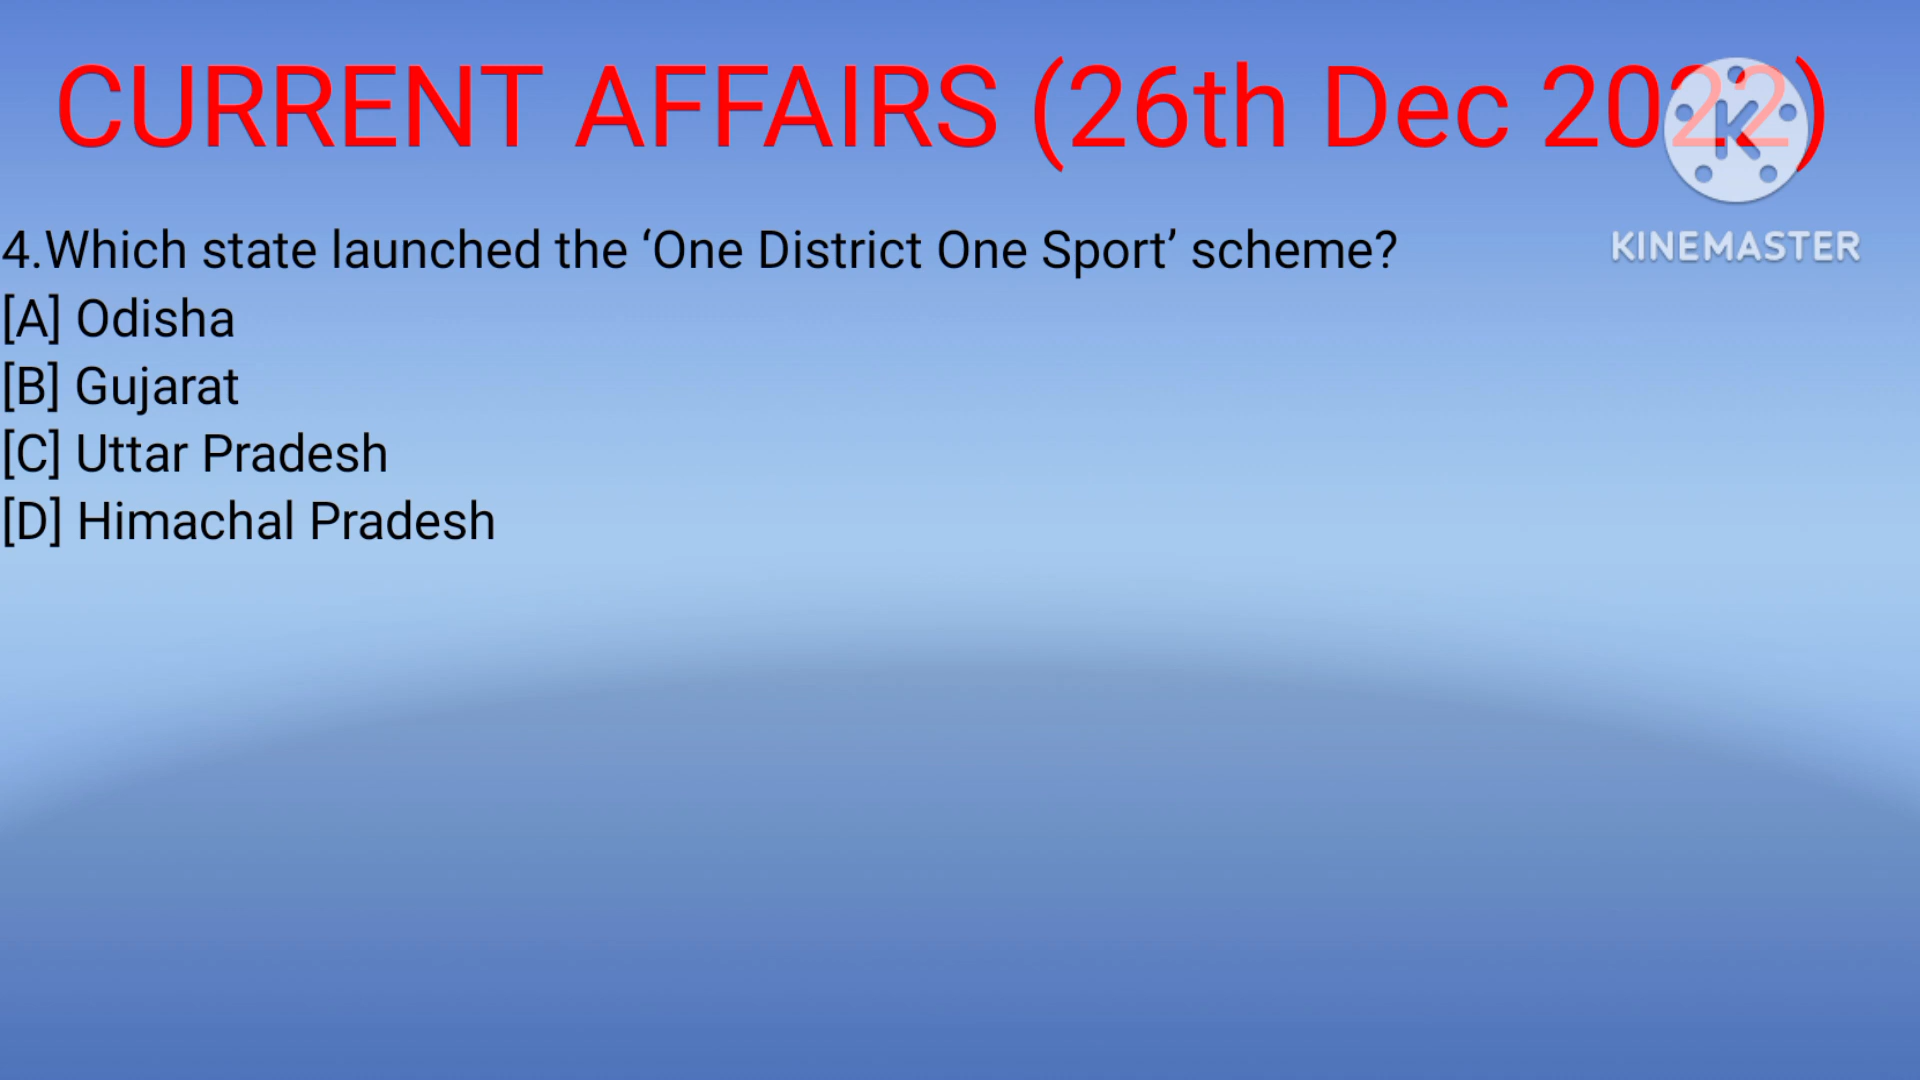 CURRENT AFFAIRS (26th Dec 2022)
4.Which state launched the ‘One District One Sport’ scheme?
KINEMASTER
[A] Odisha
[B] Gujarat
[C] Uttar Pradesh
[D] Himachal Pradesh